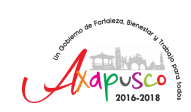 Un Gobierno de Fortaleza, Bienestar y Trabajo para todos
Axapusco
2016-2018